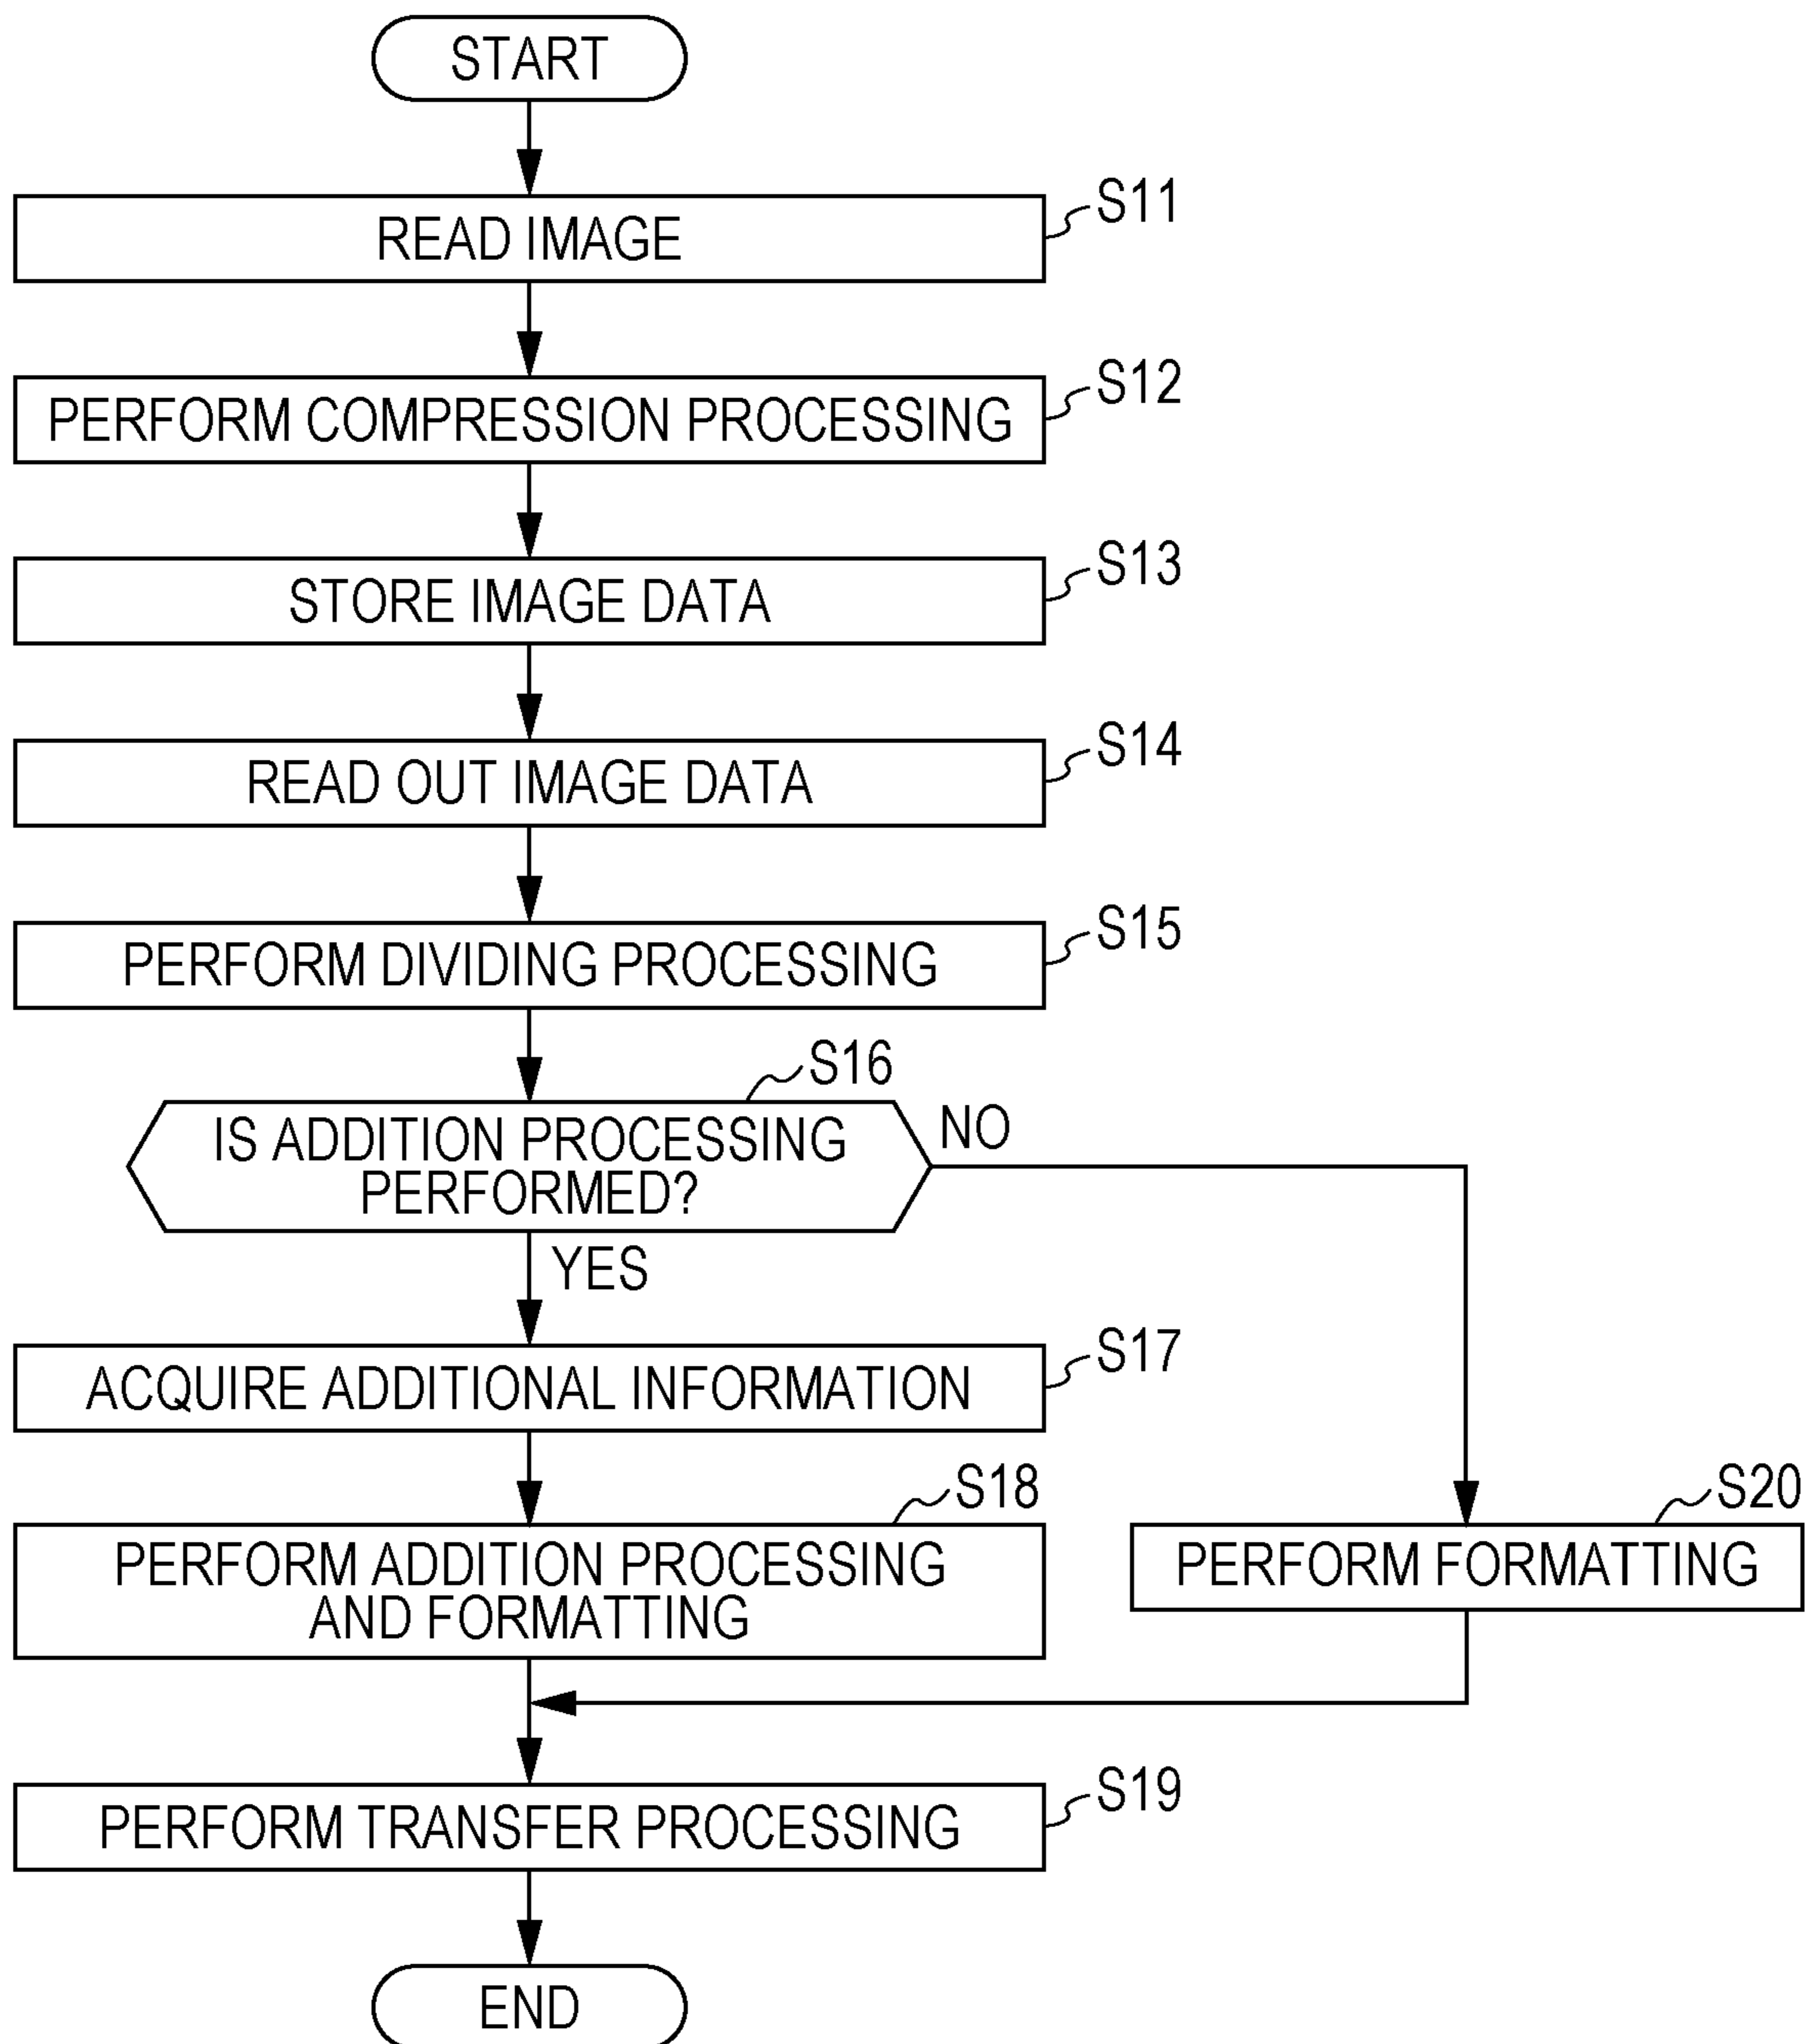 START
READ IMAGE
S11
PERFORM COMPRESSION PROCESSING
S12
STORE IMAGE DATA
S13
READ OUT IMAGE DATA
S14
PERFORM DIVIDING PROCESSING
S15
S16
IS ADDITION PROCESSING
PERFORMED?
NO
YES
ACQUIRE ADDITIONAL INFORMATION
S17
S18
PERFORM ADDITION PROCESSING
AND FORMATTING
S20
PERFORM FORMATTING
PERFORM TRANSFER PROCESSING
S19
END